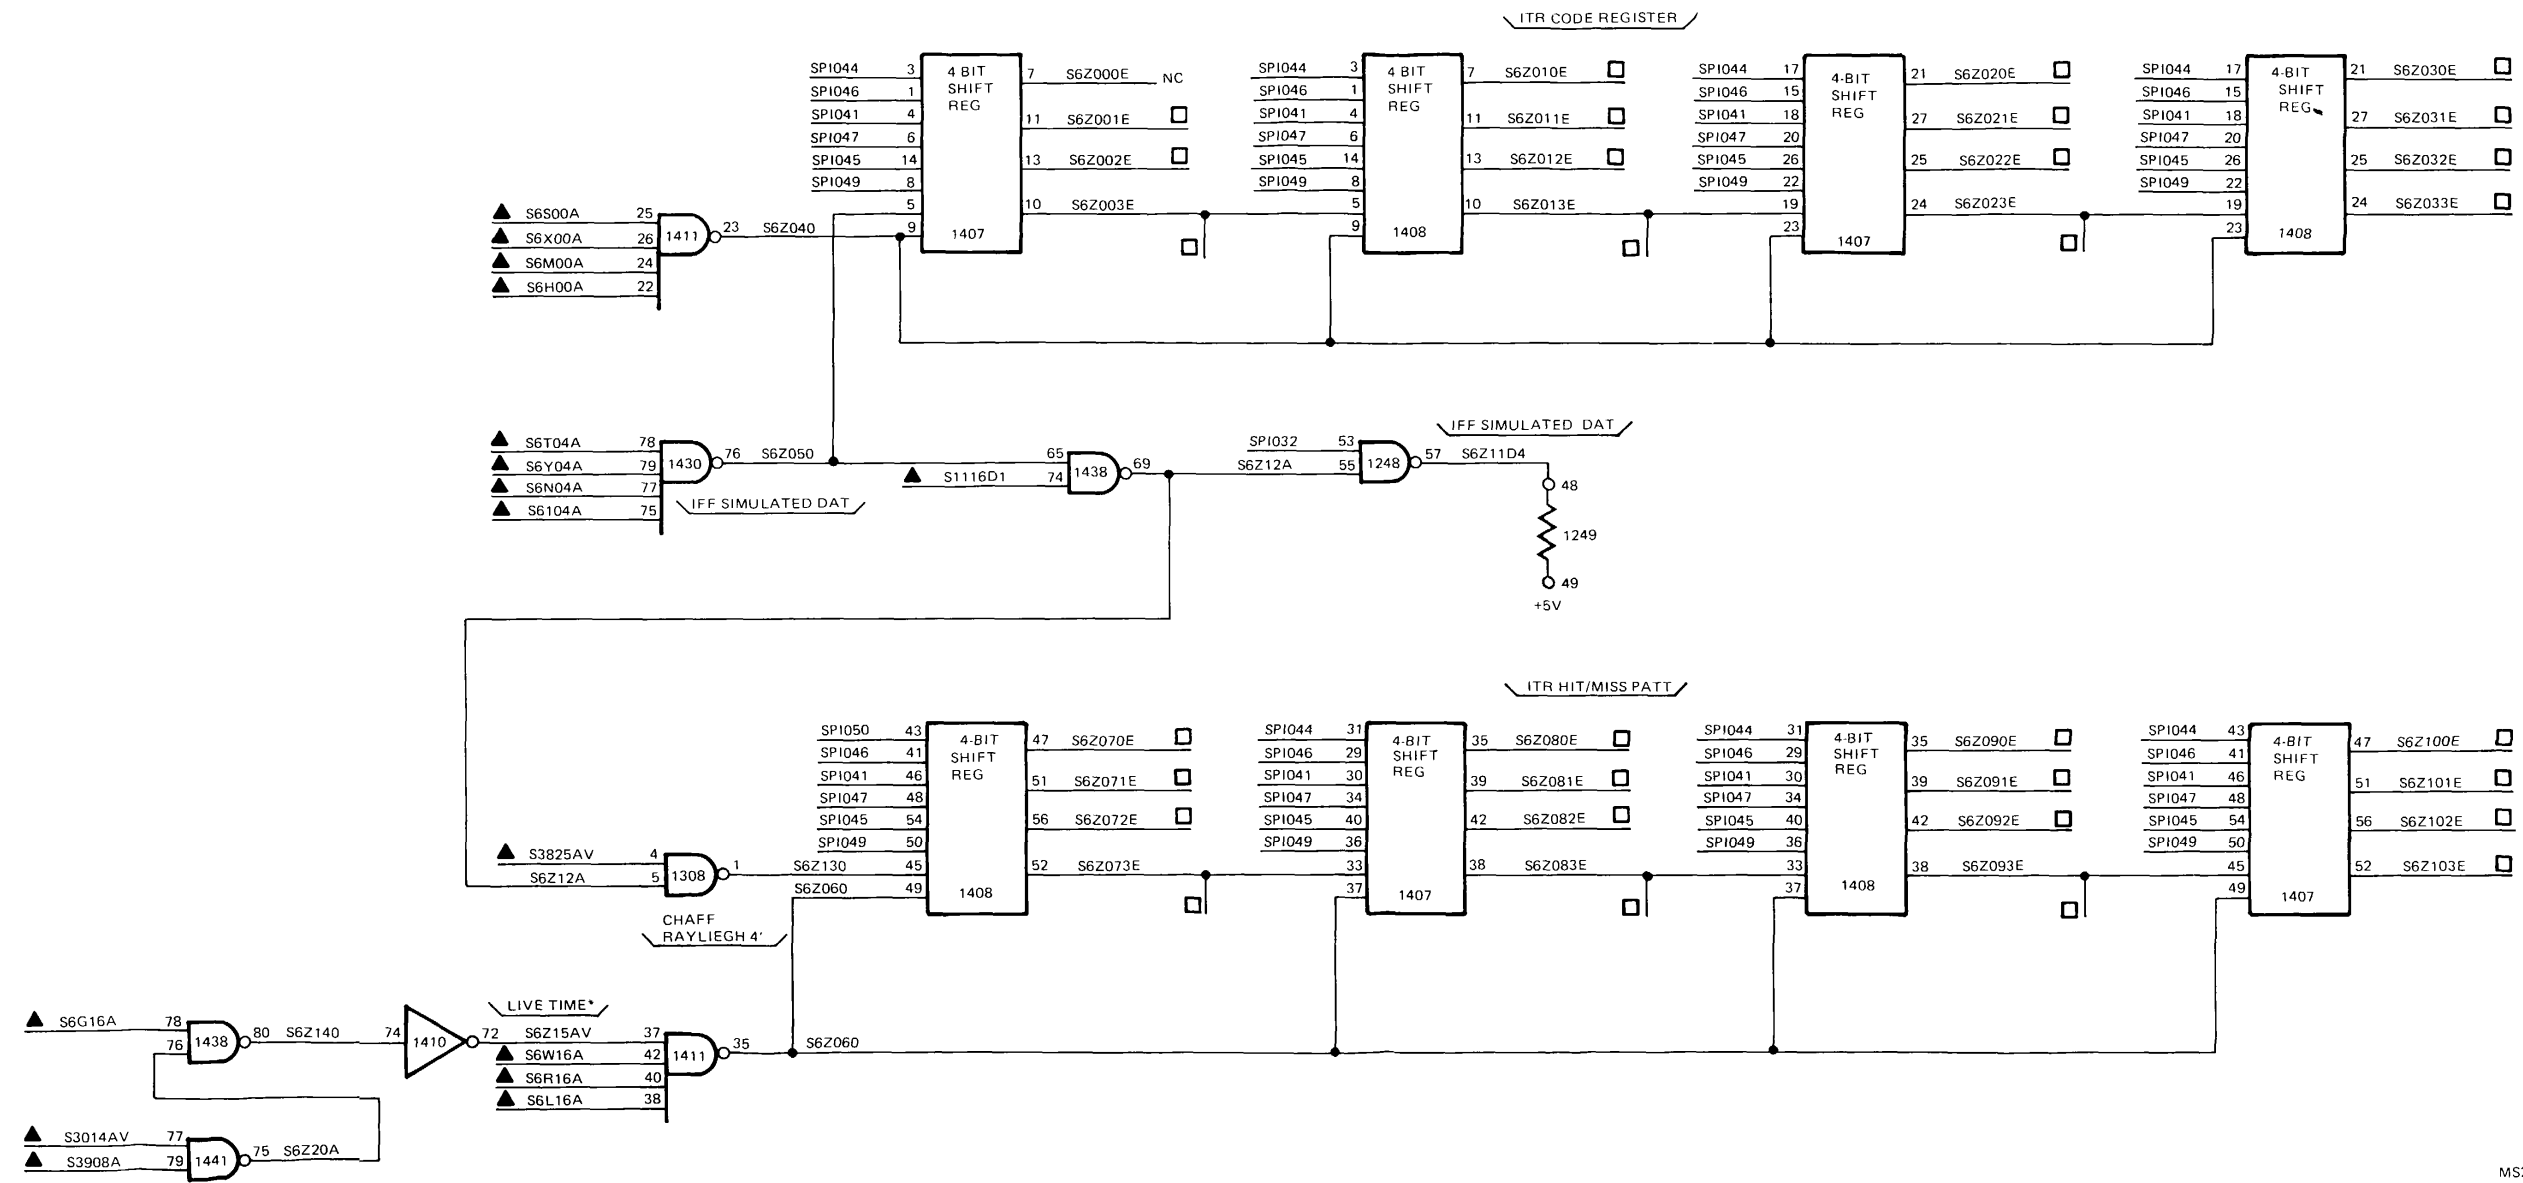 ITR CODE REGISTER
SPI044 3
SPI046 1
SPI041 4
SPI047 6
SPI045 14
SPI049 8
5
9
4 BIT
SHIFT
REG
1407
7 S6Z000E NC
11 S6Z001E
13 S6Z002E
10 S6Z003E
SPI044 3
SPI046 1
SPI041 4
SPI047 6
SPI045 14
SPI049 8
5
9
4 BIT
SHIFT
REG
1408
7 S6Z010E
11 S6Z011E
13 S6Z012E
10 S6Z013E
SPI044 17
SPI046 15
SPI041 18
SPI047 20
SPI045 26
SPI049 22
19
23
4-BIT
SHIFT
REG
1407
21 S6Z020E
27 S6Z021E
25 S6Z022E
24 S6Z023E
SPI044 17
SPI046 15
SPI041 18
SPI047 20
SPI045 26
SPI049 22
19
23
4-BIT
SHIFT
REG
1408
21 S6Z030E
27 S6Z031E
25 S6Z032E
24 S6Z033E
S6S00A 25
S6X00A 26
S6M00A 24
S6H00A 22
1411
23 S6Z040
S6T04A 78
S6Y04A 79
S6N04A 77
S6104A 75
1430
76 S6Z050
IFF SIMULATED DAT
65
S1116D1 74
1438
69
S6Z12A 55
SPI032 53
1248
57 S6Z11D4
IFF SIMULATED DAT
48
1249
49
+5V
ITR HIT/MISS PATT
SPI050 43
SPI046 41
SPI041 46
SPI047 48
SPI045 54
SPI049 50
S6Z130 45
S6Z060 49
4-BIT
SHIFT
REG
1408
47 S6Z070E
51 S6Z071E
56 S6Z072E
52 S6Z073E
SPI044 31
SPI046 29
SPI041 30
SPI047 34
SPI045 40
SPI049 36
33
37
4-BIT
SHIFT
REG
1407
35 S6Z080E
39 S6Z081E
42 S6Z082E
38 S6Z083E
SPI044 31
SPI046 29
SPI041 30
SPI047 34
SPI045 40
SPI049 36
33
37
4-BIT
SHIFT
REG
1408
35 S6Z090E
39 S6Z091E
42 S6Z092E
38 S6Z093E
SPI044 43
SPI046 41
SPI041 46
SPI047 48
SPI045 54
SPI049 50
45
49
4-BIT
SHIFT
REG
1407
47 S6Z100E
51 S6Z101E
56 S6Z102E
52 S6Z103E
S3825AV 4
S6Z12A 5
1308
1
CHAFF
RAYLIEGH 4'
S6G16A 78
76
1438
80 S6Z140 74
1410
72 S6Z15AV 37
LIVE TIME*
S6W16A 42
S6R16A 40
S6L16A 38
1411
35 S6Z060
S3014AV 77
S3908A 79
1441
75 S6Z20A